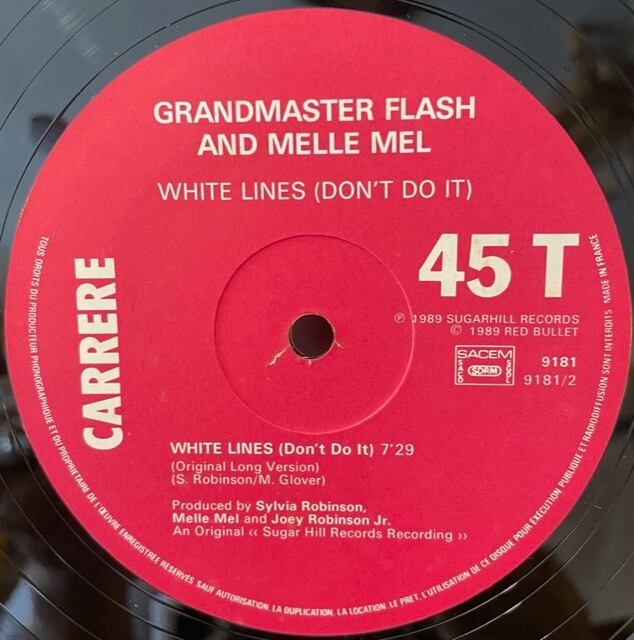 GRANDMASTER FLASH
AND MELLE MEL
WHITE LINES (DON'T DO IT)
45 T
CARRERE
℗ 1989 SUGARHILL RECORDS
© 1989 RED BULLET
SACEM
SACD
SDRM
SGDL
9181
9181/2
WHITE LINES (Don't Do It) 7'29
(Original Long Version)
(S. Robinson/M. Glover)
Produced by Sylvia Robinson,
Melle Mel and Joey Robinson Jr.
An Original ‹‹ Sugar Hill Records Recording ››
TOUS DROITS DU PRODUCTEUR PHONOGRAPHIQUE ET DU PROPRIETAIRE DE L'ŒUVRE ENREGISTREE RESERVES SAUF AUTORISATION. LA DUPLICATION. LA LOCATION. LE PRET. L'UTILISATION DE CE DISQUE POUR EXECUTION PUBLIQUE ET RADIODIFFUSION SONT INTERDITS MADE IN FRANCE